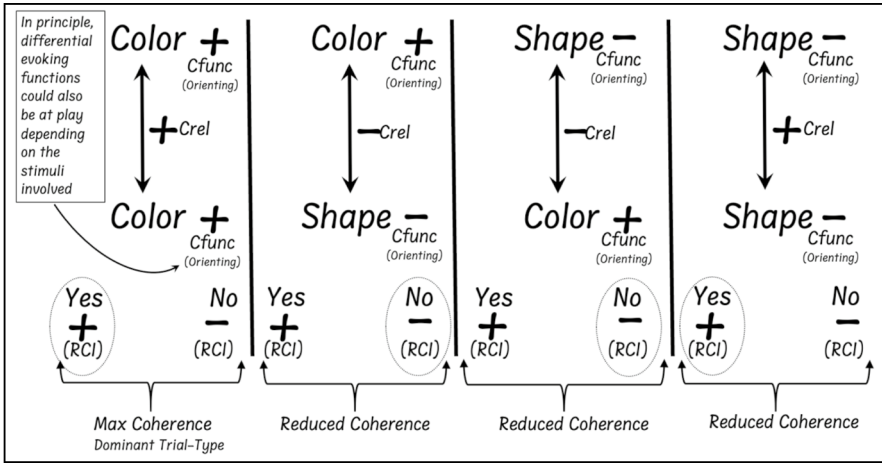 In principle,
differential
evoking
functions
could also
be at play
depending
on the
stimuli
involved
Color +
Cfunc
(Orienting)
+ Crel
Color +
Cfunc
(Orienting)
Yes No
+ −
(RCI) (RCI)
Max Coherence
Dominant Trial-Type
Color +
Cfunc
(Orienting)
− Crel
Shape −
Cfunc
(Orienting)
Yes No
+ −
(RCI) (RCI)
Reduced Coherence
Shape −
Cfunc
(Orienting)
− Crel
Color +
Cfunc
(Orienting)
Yes No
+ −
(RCI) (RCI)
Reduced Coherence
Shape −
Cfunc
(Orienting)
+ Crel
Shape −
Cfunc
(Orienting)
Yes No
+ −
(RCI) (RCI)
Reduced Coherence